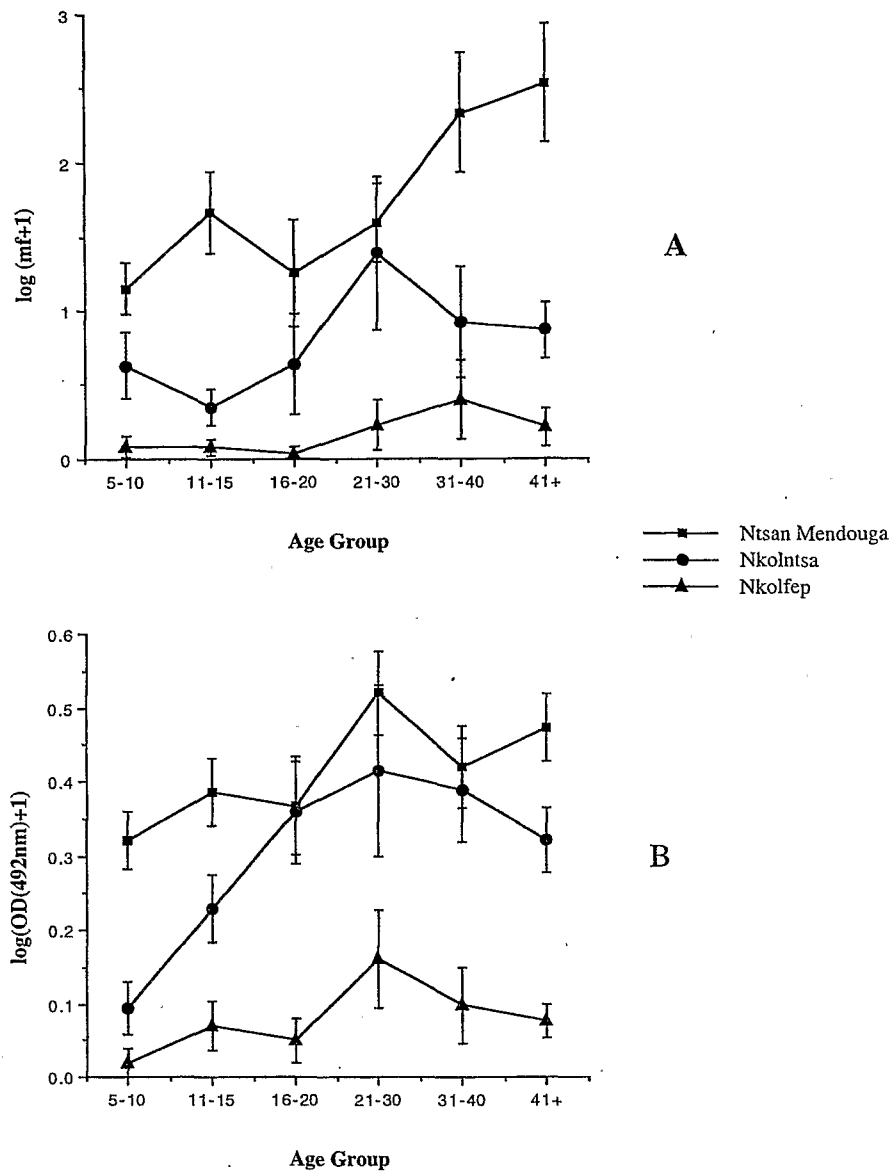 3
2
1
0
log (mf+1)
5-10 11-15 16-20 21-30 31-40 41+
Age Group
A
Ntsan Mendouga
Nkolntsa
Nkolfep
0.6
0.5
0.4
0.3
0.2
0.1
0.0
log(OD(492nm)+1)
5-10 11-15 16-20 21-30 31-40 41+
Age Group
B